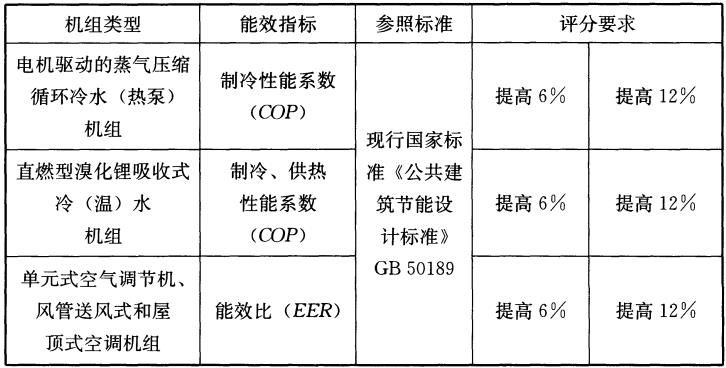 机组类型 能效指标 参照标准 评分要求
电机驱动的蒸气压缩
循环冷水（热泵）
机组
制冷性能系数
（COP）
现行国家标
准《公共建
筑节能设
计标准》
GB 50189
提高 6% 提高 12%
直燃型溴化锂吸收式
冷（温）水
机组
制冷、供热
性能系数
（COP）
提高 6% 提高 12%
单元式空气调节机、
风管送风式和屋
顶式空调机组
能效比（EER）
提高 6% 提高 12%